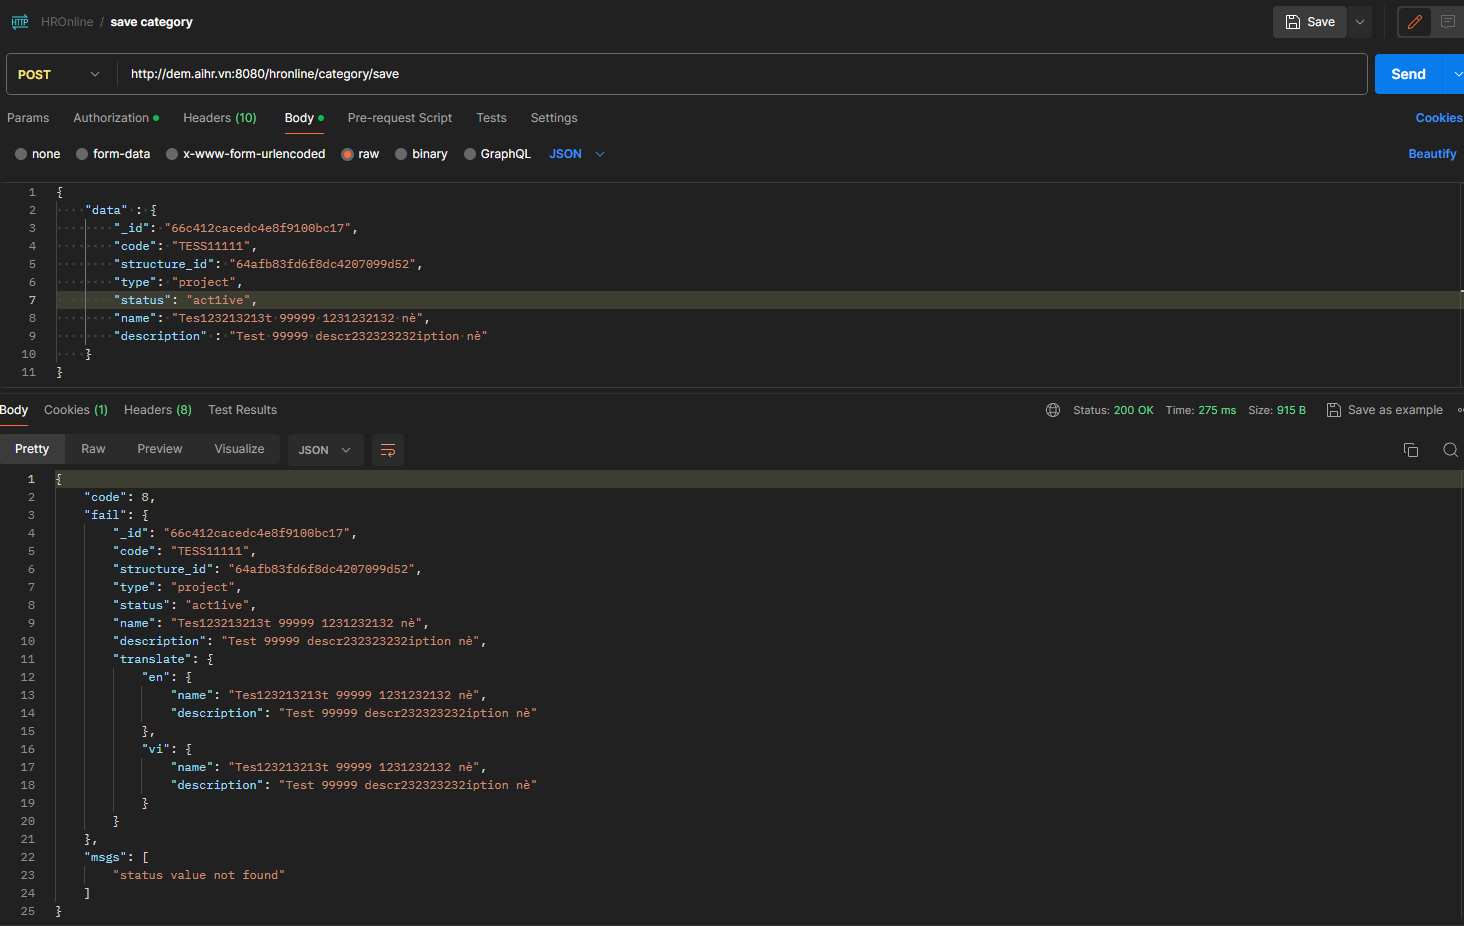 HTTP HROnline / save category Save
POST http://dem.aihr.vn:8080/hronline/category/save Send
Params Authorization Headers (10) Body Pre-request Script Tests Settings Cookies
none form-data x-www-form-urlencoded raw binary GraphQL JSON Beautify
1 {
2 "data" : {
3 "_id": "66c412cacedc4e8f9100bc17",
4 "code": "TESS11111",
5 "structure_id": "64afb83fd6f8dc4207099d52",
6 "type": "project",
7 "status": "act1ive",
8 "name": "Tes123213213t 99999 1231232132 nè",
9 "description" : "Test 99999 descr232323232iption nè"
10 }
11 }
Body Cookies (1) Headers (8) Test Results Status: 200 OK Time: 275 ms Size: 915 B Save as example
Pretty Raw Preview Visualize JSON
1 {
2 "code": 8,
3 "fail": {
4 "_id": "66c412cacedc4e8f9100bc17",
5 "code": "TESS11111",
6 "structure_id": "64afb83fd6f8dc4207099d52",
7 "type": "project",
8 "status": "act1ive",
9 "name": "Tes123213213t 99999 1231232132 nè",
10 "description": "Test 99999 descr232323232iption nè",
11 "translate": {
12 "en": {
13 "name": "Tes123213213t 99999 1231232132 nè",
14 "description": "Test 99999 descr232323232iption nè"
15 },
16 "vi": {
17 "name": "Tes123213213t 99999 1231232132 nè",
18 "description": "Test 99999 descr232323232iption nè"
19 }
20 }
21 },
22 "msgs": [
23 "status value not found"
24 ]
25 }